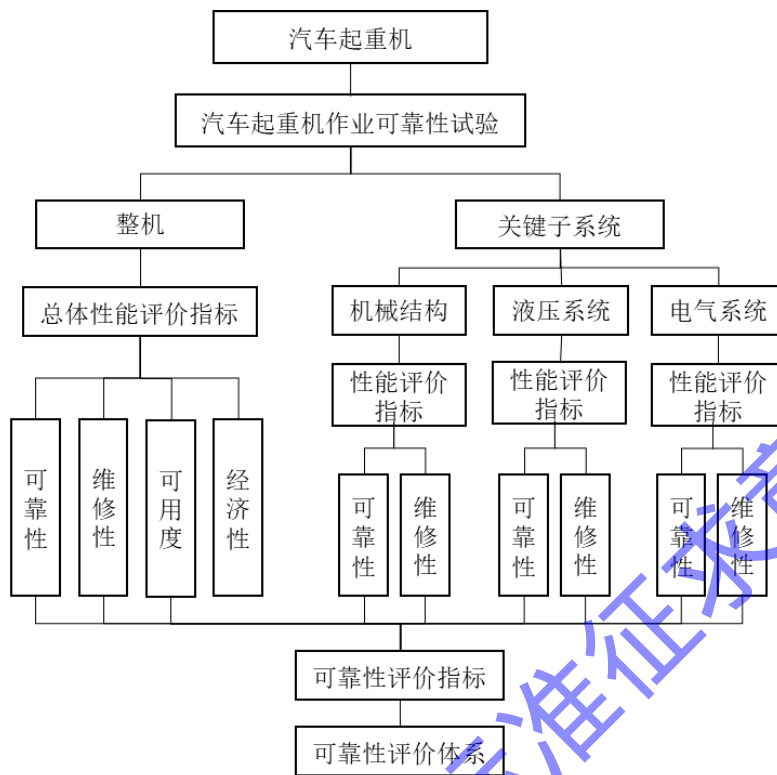 汽车起重机
汽车起重机作业可靠性试验
整机
关键子系统
总体性能评价指标
机械结构
液压系统
电气系统
性能评价
指标
性能评价
指标
性能评价
指标
可靠性
维修性
可用度
经济性
可靠性
维修性
可靠性
维修性
可靠性
维修性
可靠性评价指标
可靠性评价体系
标准征求意